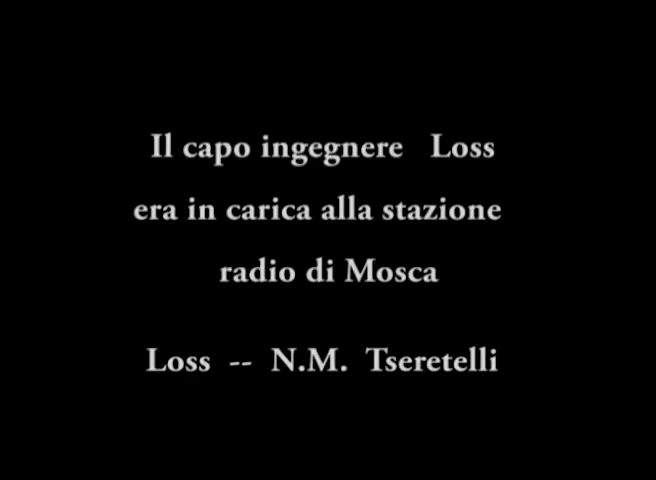 Il capo ingegnere Loss
era in carica alla stazione
radio di Mosca
Loss -- N.M. Tseretelli